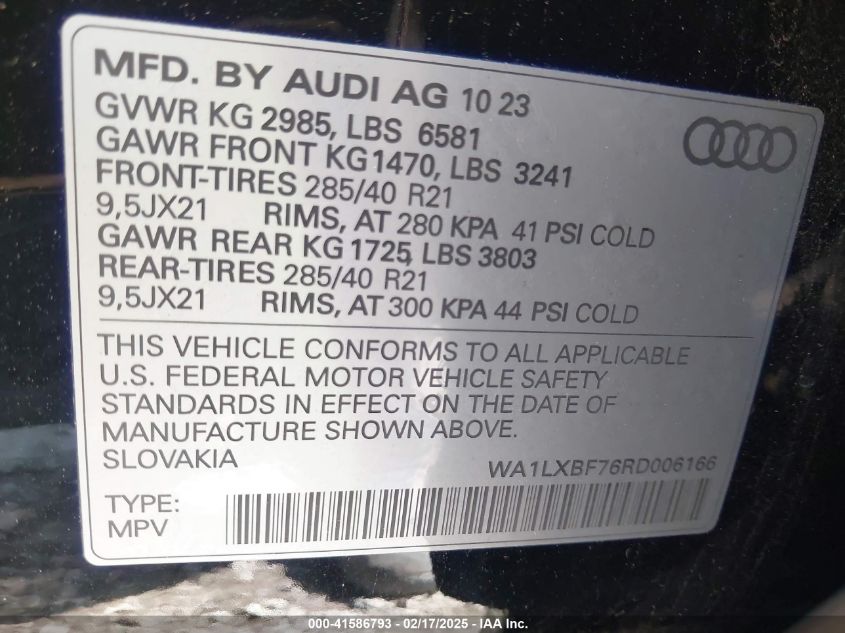 MFD. BY AUDI AG 10 23
GVWR KG 2985, LBS 6581
GAWR FRONT KG1470, LBS 3241
FRONT-TIRES 285/40 R21
9,5JX21 RIMS, AT 280 KPA 41 PSI COLD
GAWR REAR KG 1725, LBS 3803
REAR-TIRES 285/40 R21
9,5JX21 RIMS, AT 300 KPA 44 PSI COLD
THIS VEHICLE CONFORMS TO ALL APPLICABLE
U.S. FEDERAL MOTOR VEHICLE SAFETY
STANDARDS IN EFFECT ON THE DATE OF
MANUFACTURE SHOWN ABOVE.
SLOVAKIA
WA1LXBF76RD006166
TYPE:
MPV
000-41586793 - 02/17/2025 - IAA Inc.